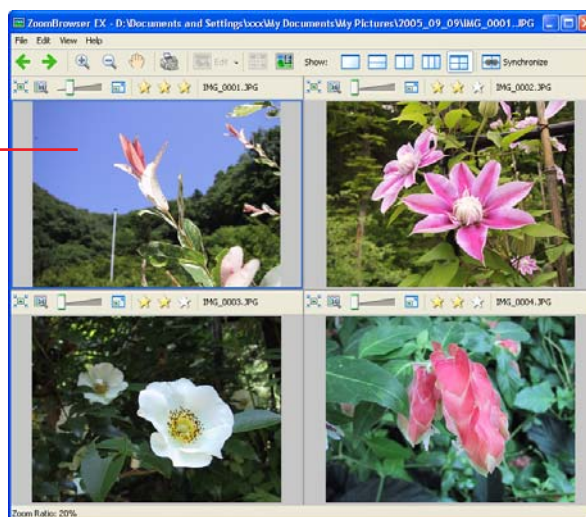 ZoomBrowser EX - D:\Documents and Settings\xxx\My Documents\My Pictures\2005_09_09\IMG_0001.JPG
File Edit View Help
Edit Show: Synchronize
IMG_0001.JPG IMG_0002.JPG
IMG_0003.JPG IMG_0004.JPG
Zoom Ratio: 20%